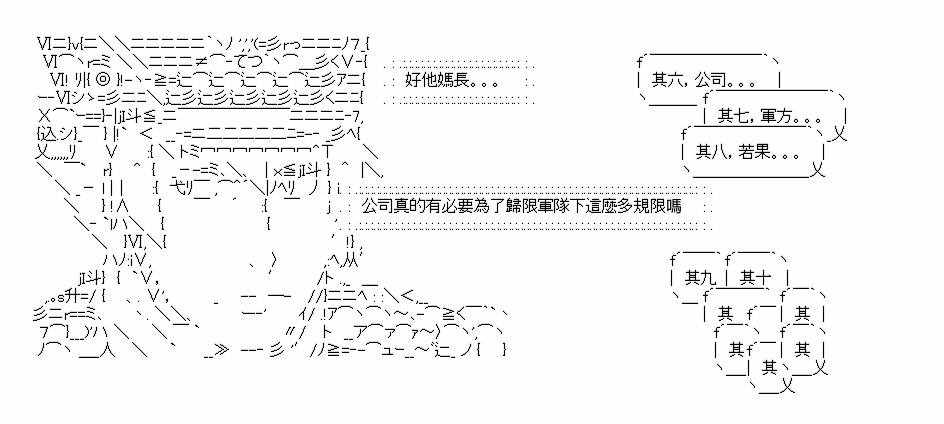 好他媽長。。。
其六，公司。。。
其七，軍方。。。
其八，若果。。。
公司真的有必要為了歸限軍隊下這麼多規限嗎
其九
其十
其
其
其
其
其